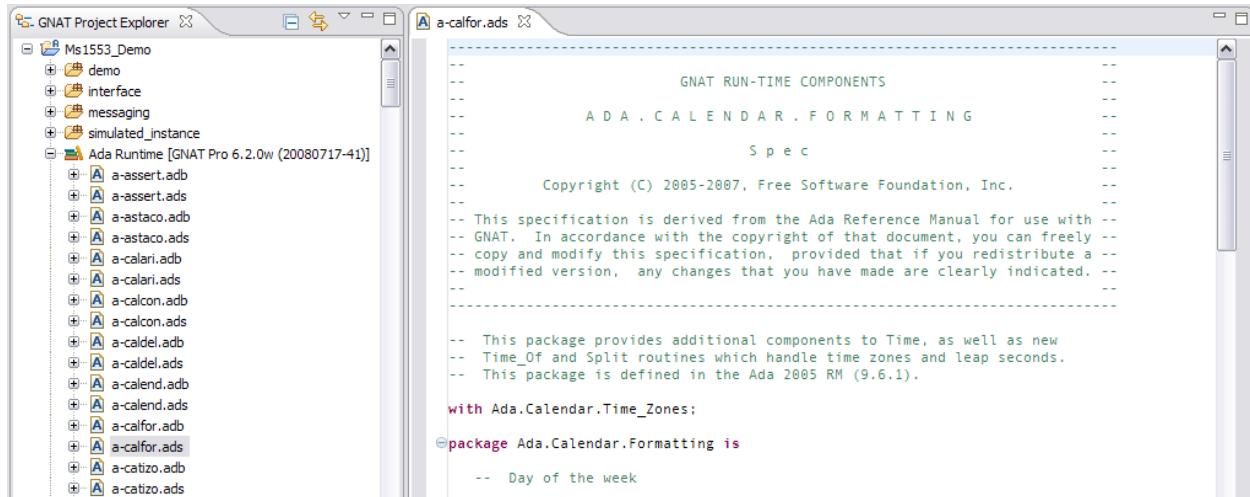 GNAT Project Explorer
Ms1553_Demo
demo
interface
messaging
simulated_instance
Ada Runtime [GNAT Pro 6.2.0w (20080717-41)]
a-assert.adb
a-assert.ads
a-astaco.adb
a-astaco.ads
a-calari.adb
a-calari.ads
a-calcon.adb
a-calcon.ads
a-caldel.adb
a-caldel.ads
a-calend.adb
a-calend.ads
a-calfor.adb
a-calfor.ads
a-catizo.adb
a-catizo.ads
a-calfor.ads
------------------------------------------------------------------------------
--                                                                          --
--                         GNAT RUN-TIME COMPONENTS
--                                                                          --
--              A D A . C A L E N D A R . F O R M A T T I N G               --
--                                                                          --
--                                 S p e c                                  --
--                                                                          --
--         Copyright (C) 2005-2007, Free Software Foundation, Inc.          --
--                                                                          --
-- This specification is derived from the Ada Reference Manual for use with --
-- GNAT.  In accordance with the copyright of that document, you can freely --
-- copy and modify this specification,  provided that if you redistribute a --
-- modified version,  any changes that you have made are clearly indicated. --
--                                                                          --
------------------------------------------------------------------------------
--  This package provides additional components to Time, as well as new
--  Time_Of and Split routines which handle time zones and leap seconds.
--  This package is defined in the Ada 2005 RM (9.6.1).
with Ada.Calendar.Time_Zones;
package Ada.Calendar.Formatting is
--  Day of the week